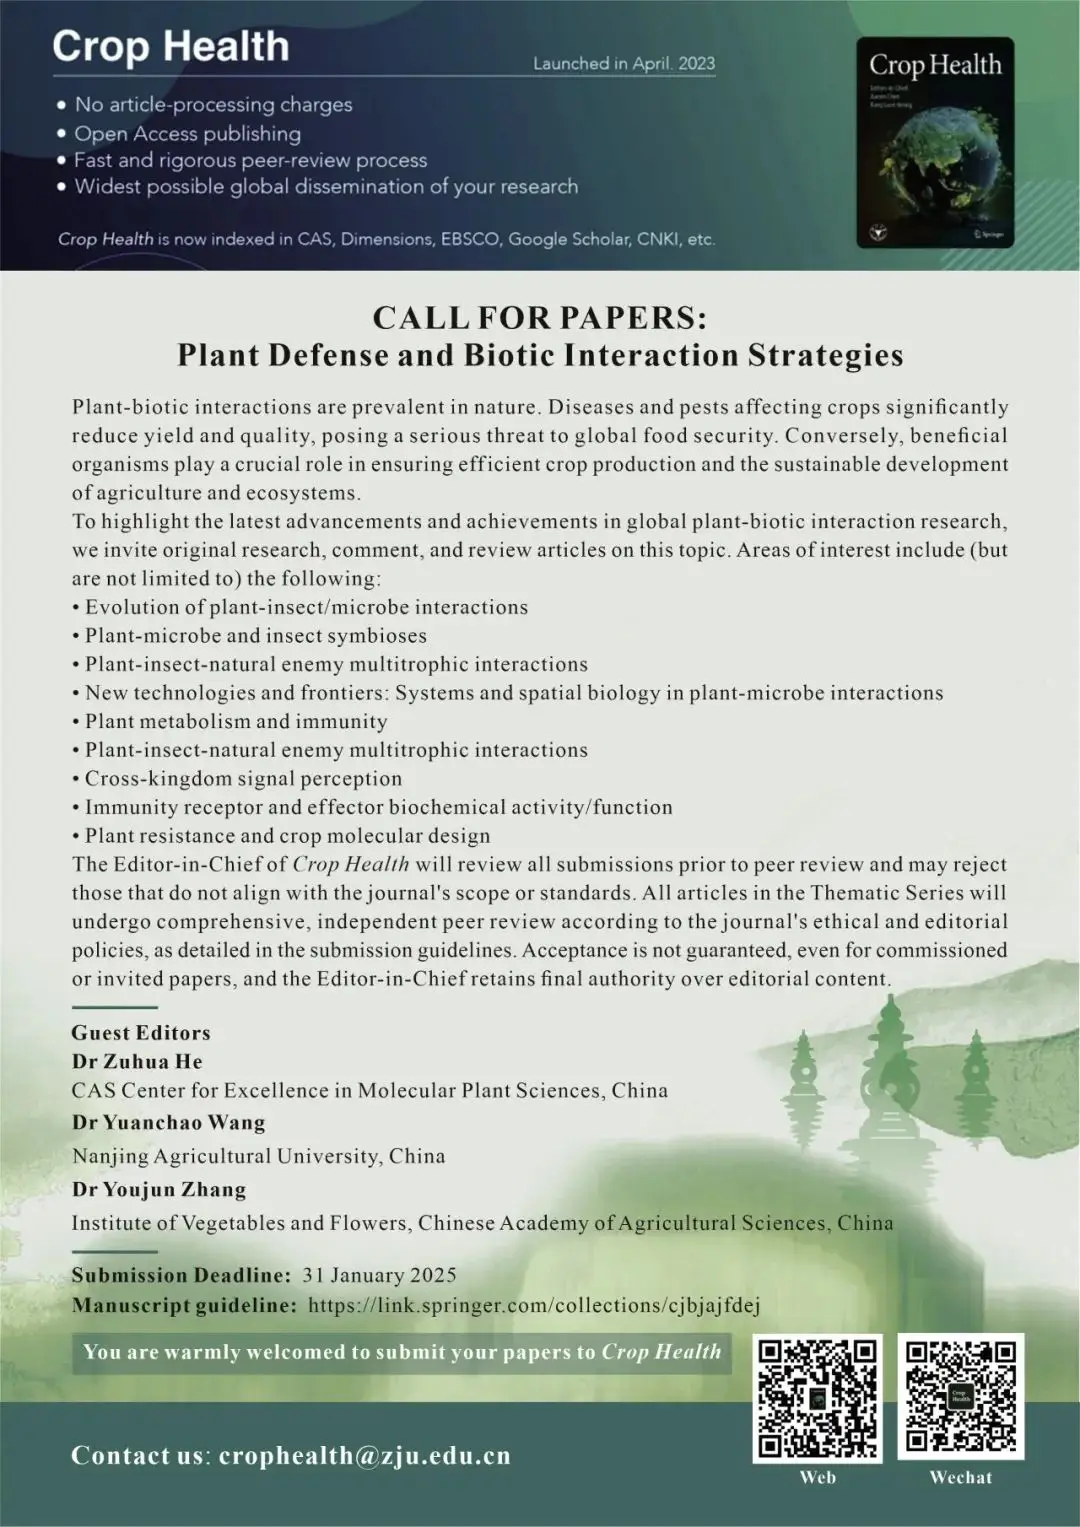 Crop Health
Launched in April. 2023
• No article-processing charges
• Open Access publishing
• Fast and rigorous peer-review process
• Widest possible global dissemination of your research
Crop Health is now indexed in CAS, Dimensions, EBSCO, Google Scholar, CNKI, etc.
Crop Health
Springer
CALL FOR PAPERS:
Plant Defense and Biotic Interaction Strategies
Plant-biotic interactions are prevalent in nature. Diseases and pests affecting crops significantly
reduce yield and quality, posing a serious threat to global food security. Conversely, beneficial
organisms play a crucial role in ensuring efficient crop production and the sustainable development
of agriculture and ecosystems.
To highlight the latest advancements and achievements in global plant-biotic interaction research,
we invite original research, comment, and review articles on this topic. Areas of interest include (but
are not limited to) the following:
• Evolution of plant-insect/microbe interactions
• Plant-microbe and insect symbioses
• Plant-insect-natural enemy multitrophic interactions
• New technologies and frontiers: Systems and spatial biology in plant-microbe interactions
• Plant metabolism and immunity
• Plant-insect-natural enemy multitrophic interactions
• Cross-kingdom signal perception
• Immunity receptor and effector biochemical activity/function
• Plant resistance and crop molecular design
The Editor-in-Chief of Crop Health will review all submissions prior to peer review and may reject
those that do not align with the journal's scope or standards. All articles in the Thematic Series will
undergo comprehensive, independent peer review according to the journal's ethical and editorial
policies, as detailed in the submission guidelines. Acceptance is not guaranteed, even for commissioned
or invited papers, and the Editor-in-Chief retains final authority over editorial content.
Guest Editors
Dr Zuhua He
CAS Center for Excellence in Molecular Plant Sciences, China
Dr Yuanchao Wang
Nanjing Agricultural University, China
Dr Youjun Zhang
Institute of Vegetables and Flowers, Chinese Academy of Agricultural Sciences, China
Submission Deadline: 31 January 2025
Manuscript guideline: https://link.springer.com/collections/cjbjajfdej
You are warmly welcomed to submit your papers to Crop Health
Crop
Health
Contact us: crophealth@zju.edu.cn
Web
Wechat